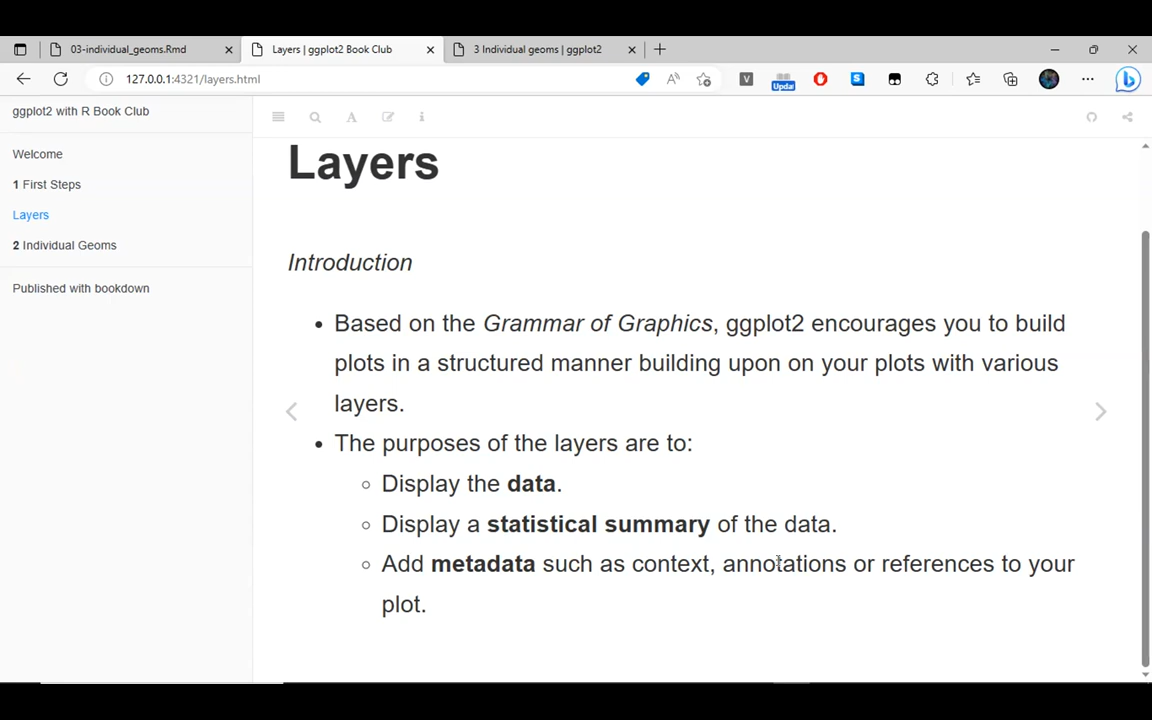 03-individual_geoms.Rmd
Layers | ggplot2 Book Club
3 Individual geoms | ggplot2
127.0.0.1:4321/layers.html
A
V
Updat
S
b
ggplot2 with R Book Club
A
i
Welcome
1 First Steps
Layers
2 Individual Geoms
Published with bookdown
Layers
Introduction
• Based on the Grammar of Graphics, ggplot2 encourages you to build
plots in a structured manner building upon on your plots with various
layers.
• The purposes of the layers are to:
◦ Display the data.
◦ Display a statistical summary of the data.
◦ Add metadata such as context, annotations or references to your
plot.